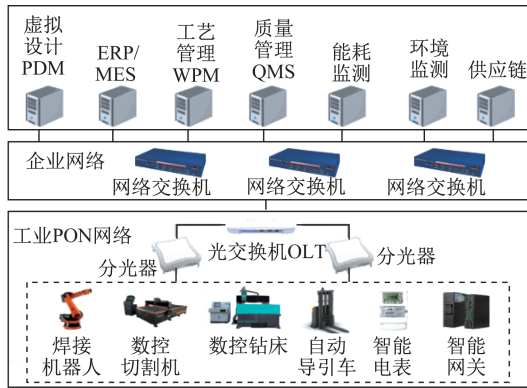 虚拟
设计
PDM
ERP/
MES
工艺
管理
WPM
质量
管理
QMS
能耗
监测
环境
监测
供应链
企业网络
网络交换机
网络交换机
网络交换机
工业PON网络
光交换机OLT
分光器
分光器
焊接
机器人
数控
切割机
数控钻床
自动
导引车
智能
电表
智能
网关